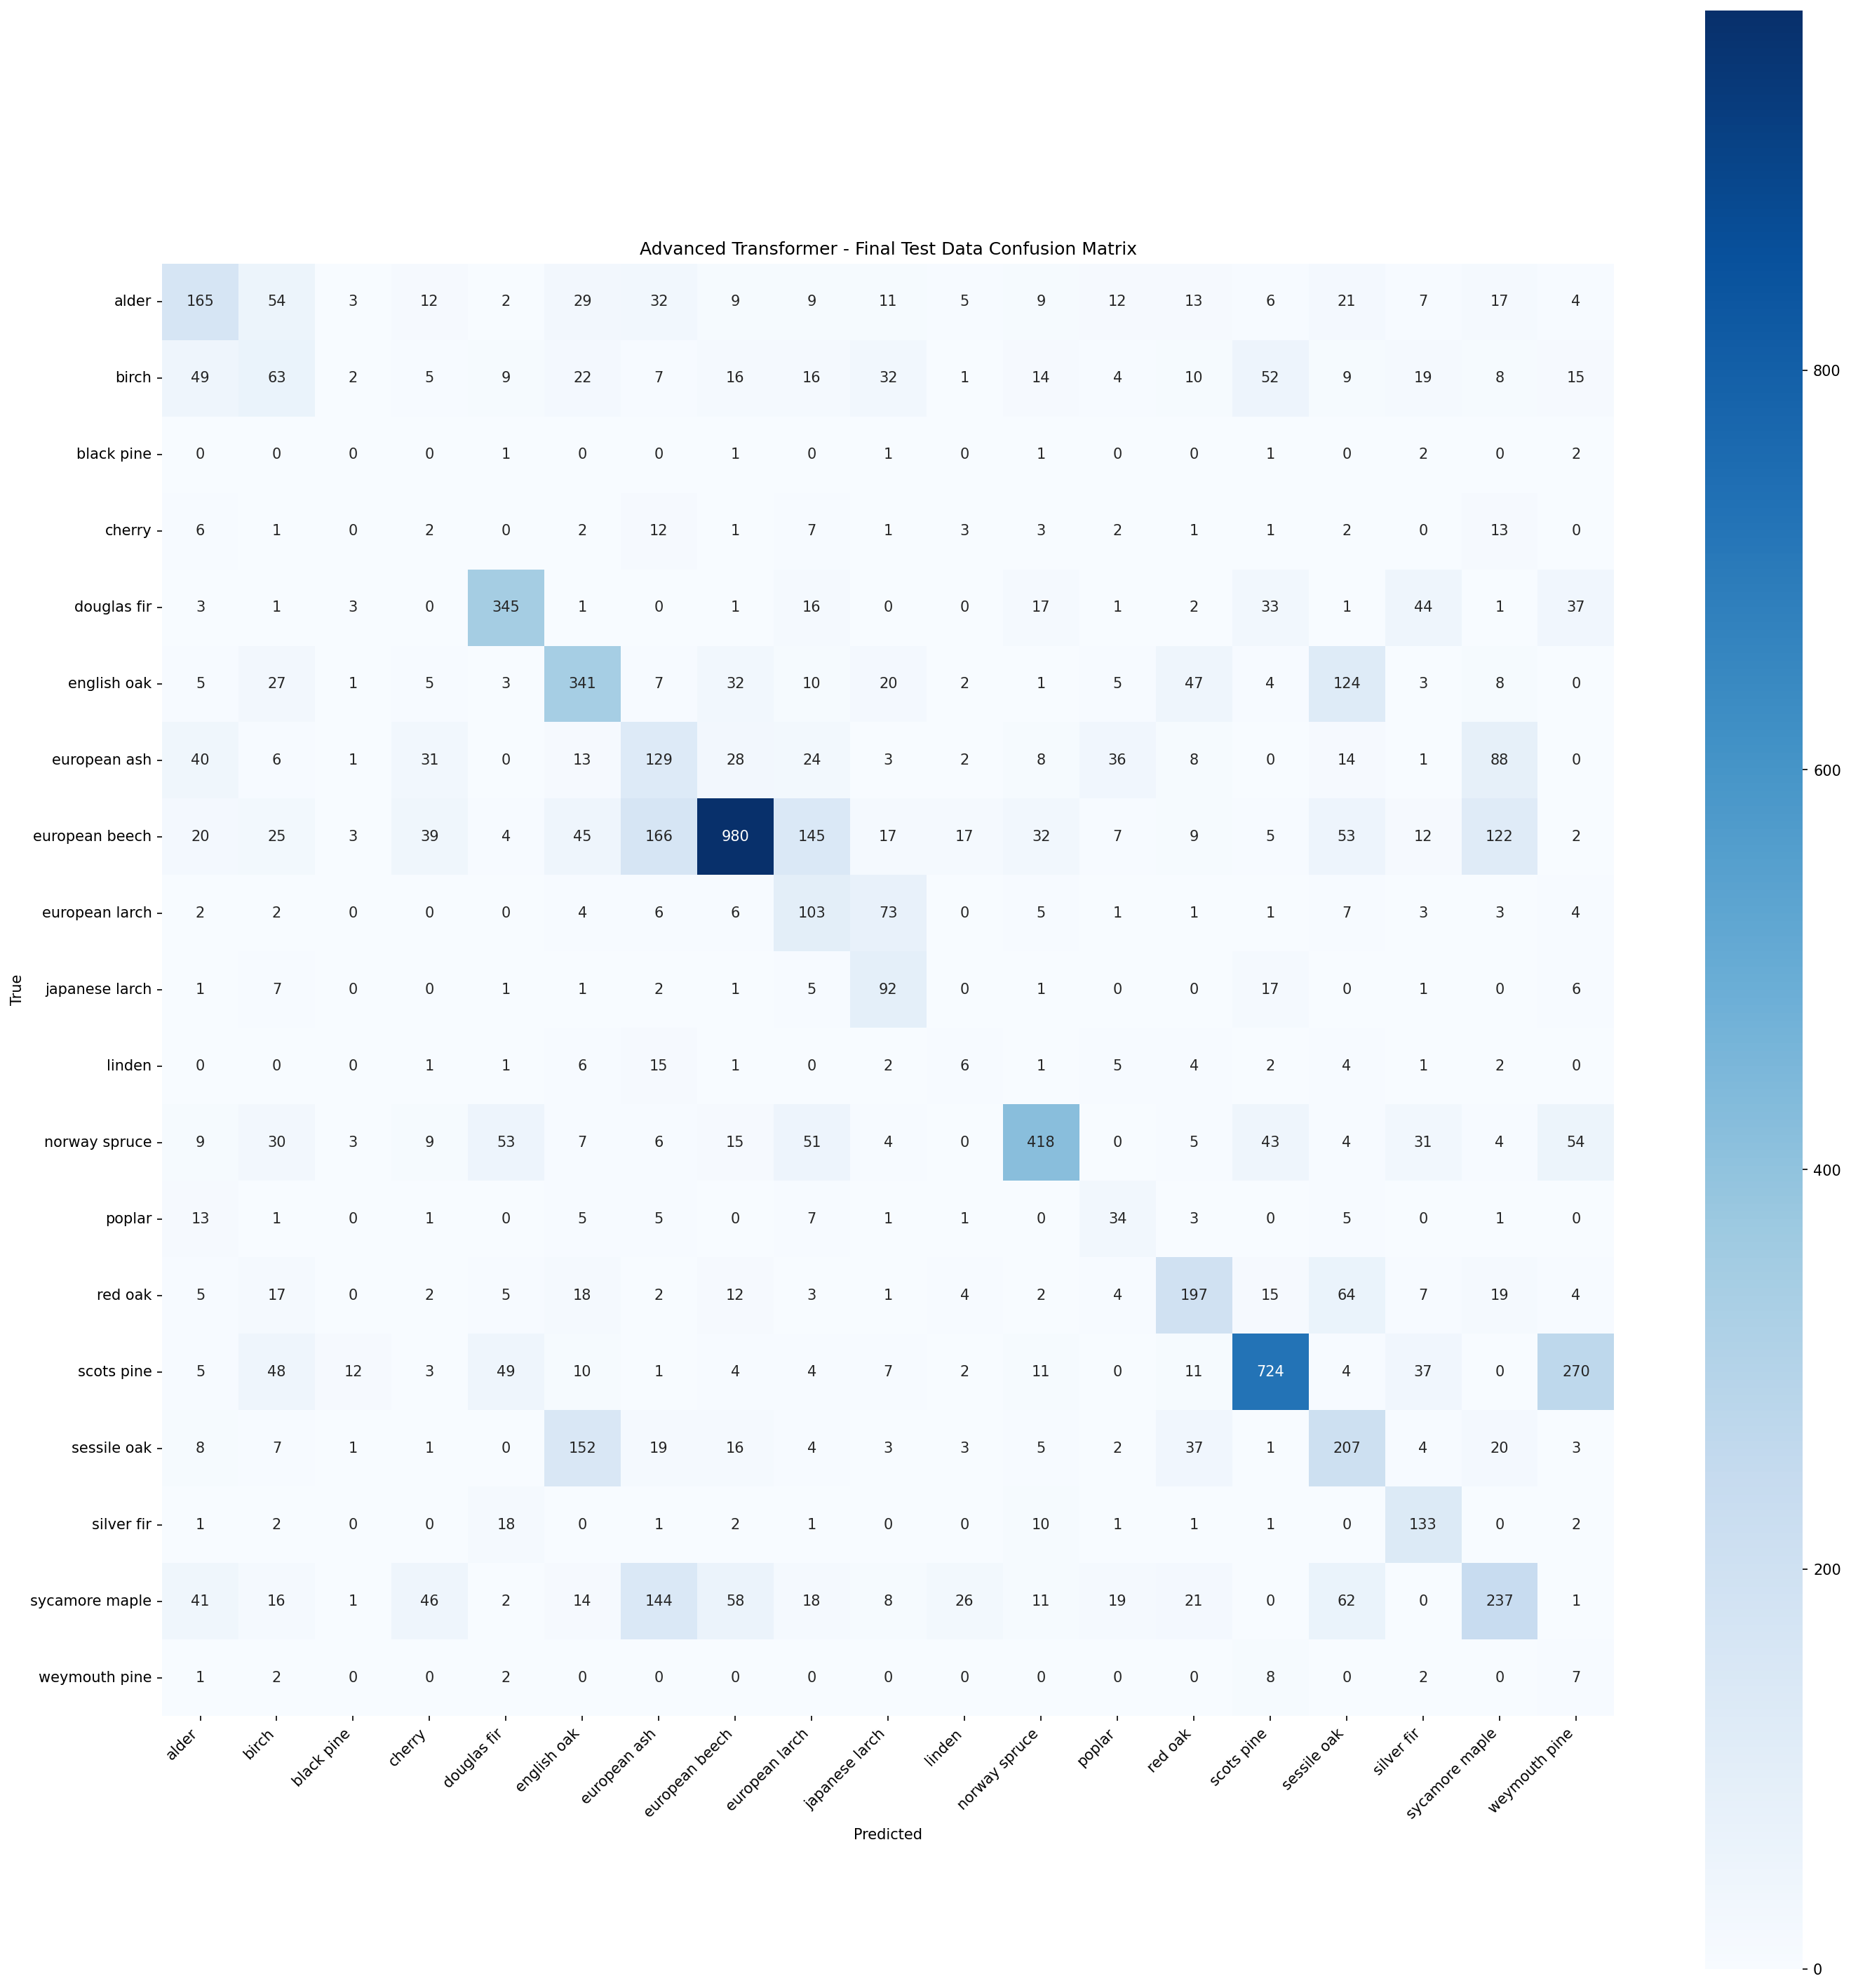 Advanced Transformer - Final Test Data Confusion Matrix
alder 165 54 3 12 2 29 32 9 9 11 5 9 12 13 6 21 7 17 4
birch 49 63 2 5 9 22 7 16 16 32 1 14 4 10 52 9 19 8 15
black pine 0 0 0 0 1 0 0 1 0 1 0 1 0 0 1 0 2 0 2
cherry 6 1 0 2 0 2 12 1 7 1 3 3 2 1 1 2 0 13 0
douglas fir 3 1 3 0 345 1 0 1 16 0 0 17 1 2 33 1 44 1 37
english oak 5 27 1 5 3 341 7 32 10 20 2 1 5 47 4 124 3 8 0
european ash 40 6 1 31 0 13 129 28 24 3 2 8 36 8 0 14 1 88 0
european beech 20 25 3 39 4 45 166 980 145 17 17 32 7 9 5 53 12 122 2
european larch 2 2 0 0 0 4 6 6 103 73 0 5 1 1 1 7 3 3 4
japanese larch 1 7 0 0 1 1 2 1 5 92 0 1 0 0 17 0 1 0 6
linden 0 0 0 1 1 6 15 1 0 2 6 1 5 4 2 4 1 2 0
norway spruce 9 30 3 9 53 7 6 15 51 4 0 418 0 5 43 4 31 4 54
poplar 13 1 0 1 0 5 5 0 7 1 1 0 34 3 0 5 0 1 0
red oak 5 17 0 2 5 18 2 12 3 1 4 2 4 197 15 64 7 19 4
scots pine 5 48 12 3 49 10 1 4 4 7 2 11 0 11 724 4 37 0 270
sessile oak 8 7 1 1 0 152 19 16 4 3 3 5 2 37 1 207 4 20 3
silver fir 1 2 0 0 18 0 1 2 1 0 0 10 1 1 1 0 133 0 2
sycamore maple 41 16 1 46 2 14 144 58 18 8 26 11 19 21 0 62 0 237 1
weymouth pine 1 2 0 0 2 0 0 0 0 0 0 0 0 0 8 0 2 0 7
alder birch black pine cherry douglas fir english oak european ash european beech european larch japanese larch linden norway spruce poplar red oak scots pine sessile oak silver fir sycamore maple weymouth pine
Predicted
True
800
600
400
200
0